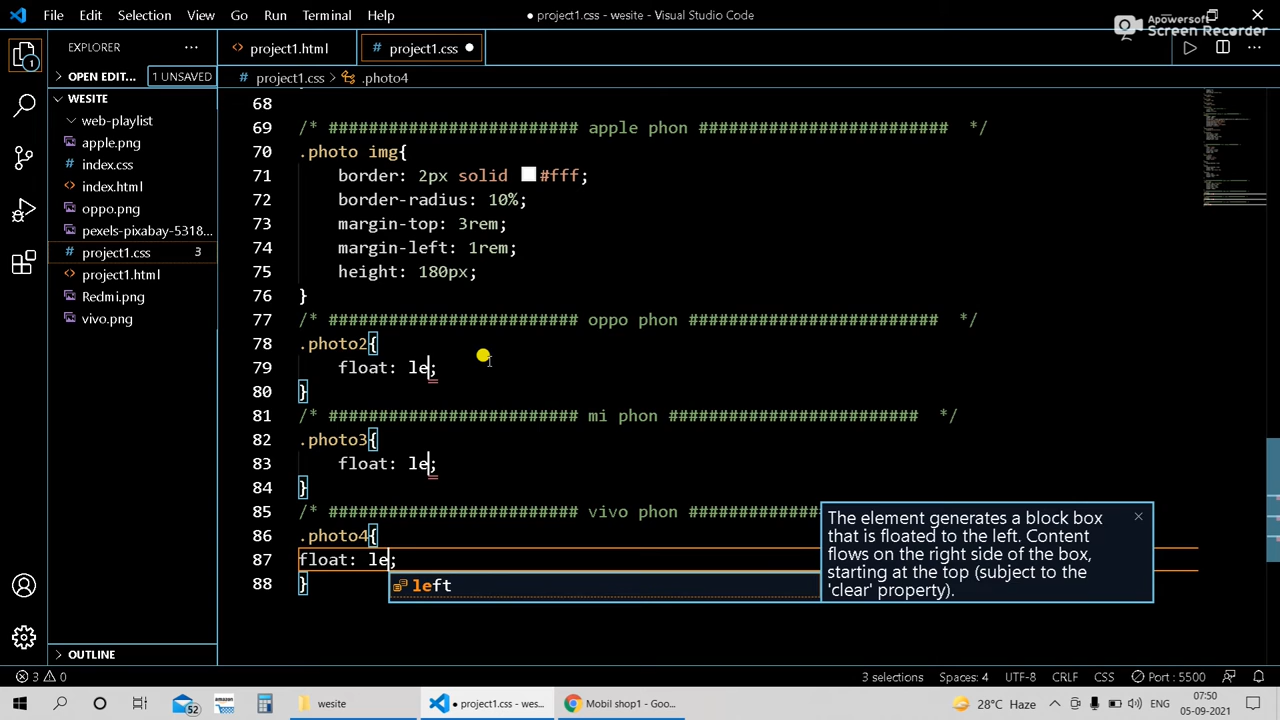 File Edit Selection View Go Run Terminal Help
● project1.css - wesite - Visual Studio Code
Apowersoft
Screen Recorder
EXPLORER ...
project1.html
# project1.css ●
OPEN EDIT... 1 UNSAVED
# project1.css > .photo4
WESITE
web-playlist
apple.png
# index.css
index.html
oppo.png
pexels-pixabay-5318...
# project1.css 3
project1.html
Redmi.png
vivo.png
OUTLINE
68
69 /* ######################### apple phon ######################### */
70 .photo img{
71 border: 2px solid #fff;
72 border-radius: 10%;
73 margin-top: 3rem;
74 margin-left: 1rem;
75 height: 180px;
76 }
77 /* ######################### oppo phon ######################### */
78 .photo2{
79 float: le;
80 }
81 /* ######################### mi phon ######################### */
82 .photo3{
83 float: le;
84 }
85 /* ######################### vivo phon #############
86 .photo4{
87 float: le;
88 }
left
The element generates a block box
that is floated to the left. Content
flows on the right side of the box,
starting at the top (subject to the
'clear' property).
3 0
3 selections Spaces: 4 UTF-8 CRLF CSS Port : 5500
52 amazon wesite ● project1.css - wes... Mobil shop1 - Goo... 28°C Haze ENG 07:50
05-09-2021